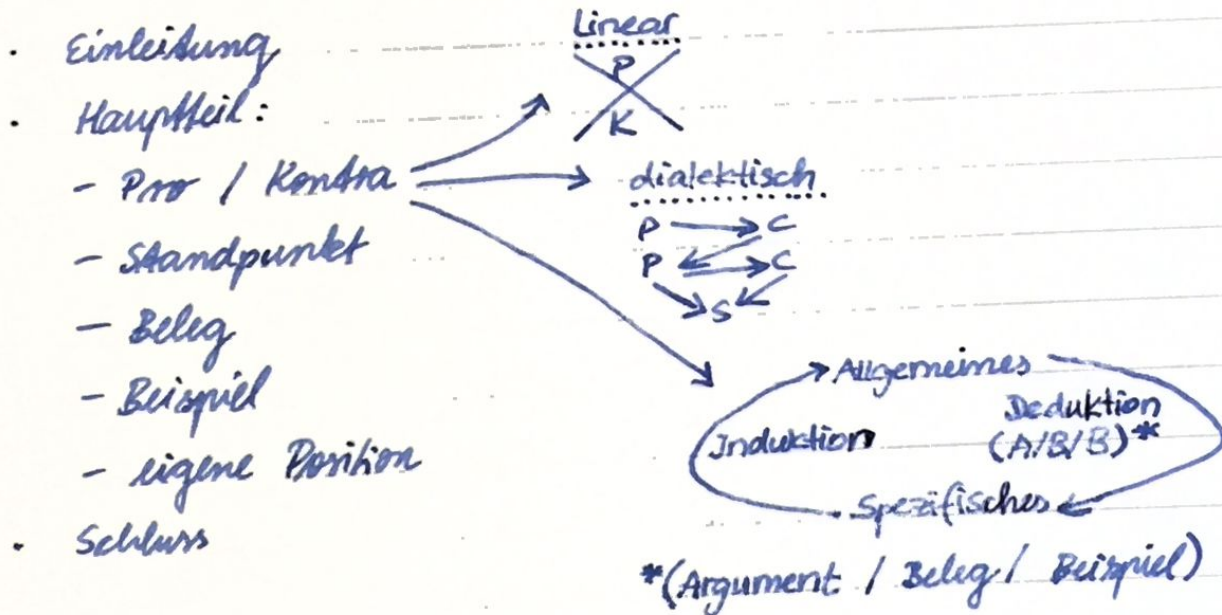 · Einleitung
· Hauptteil:
- Pro / Kontra
- Standpunkt
- Beleg
- Beispiel
- eigene Position
· Schluss
Linear
P
K
dialektisch
P C
P C
S
Allgemeines
Induktion
Deduktion
(A/B/B)*
Spezifisches
*(Argument / Beleg / Beispiel)